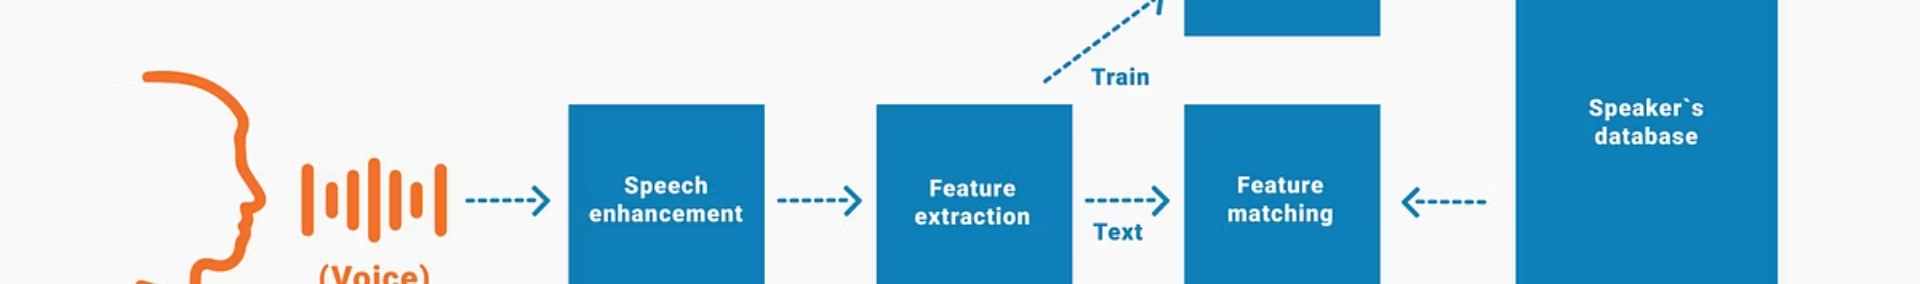 Train
Speaker`s
database
Speech
enhancement
Feature
extraction
Text
Feature
matching
(Voice)